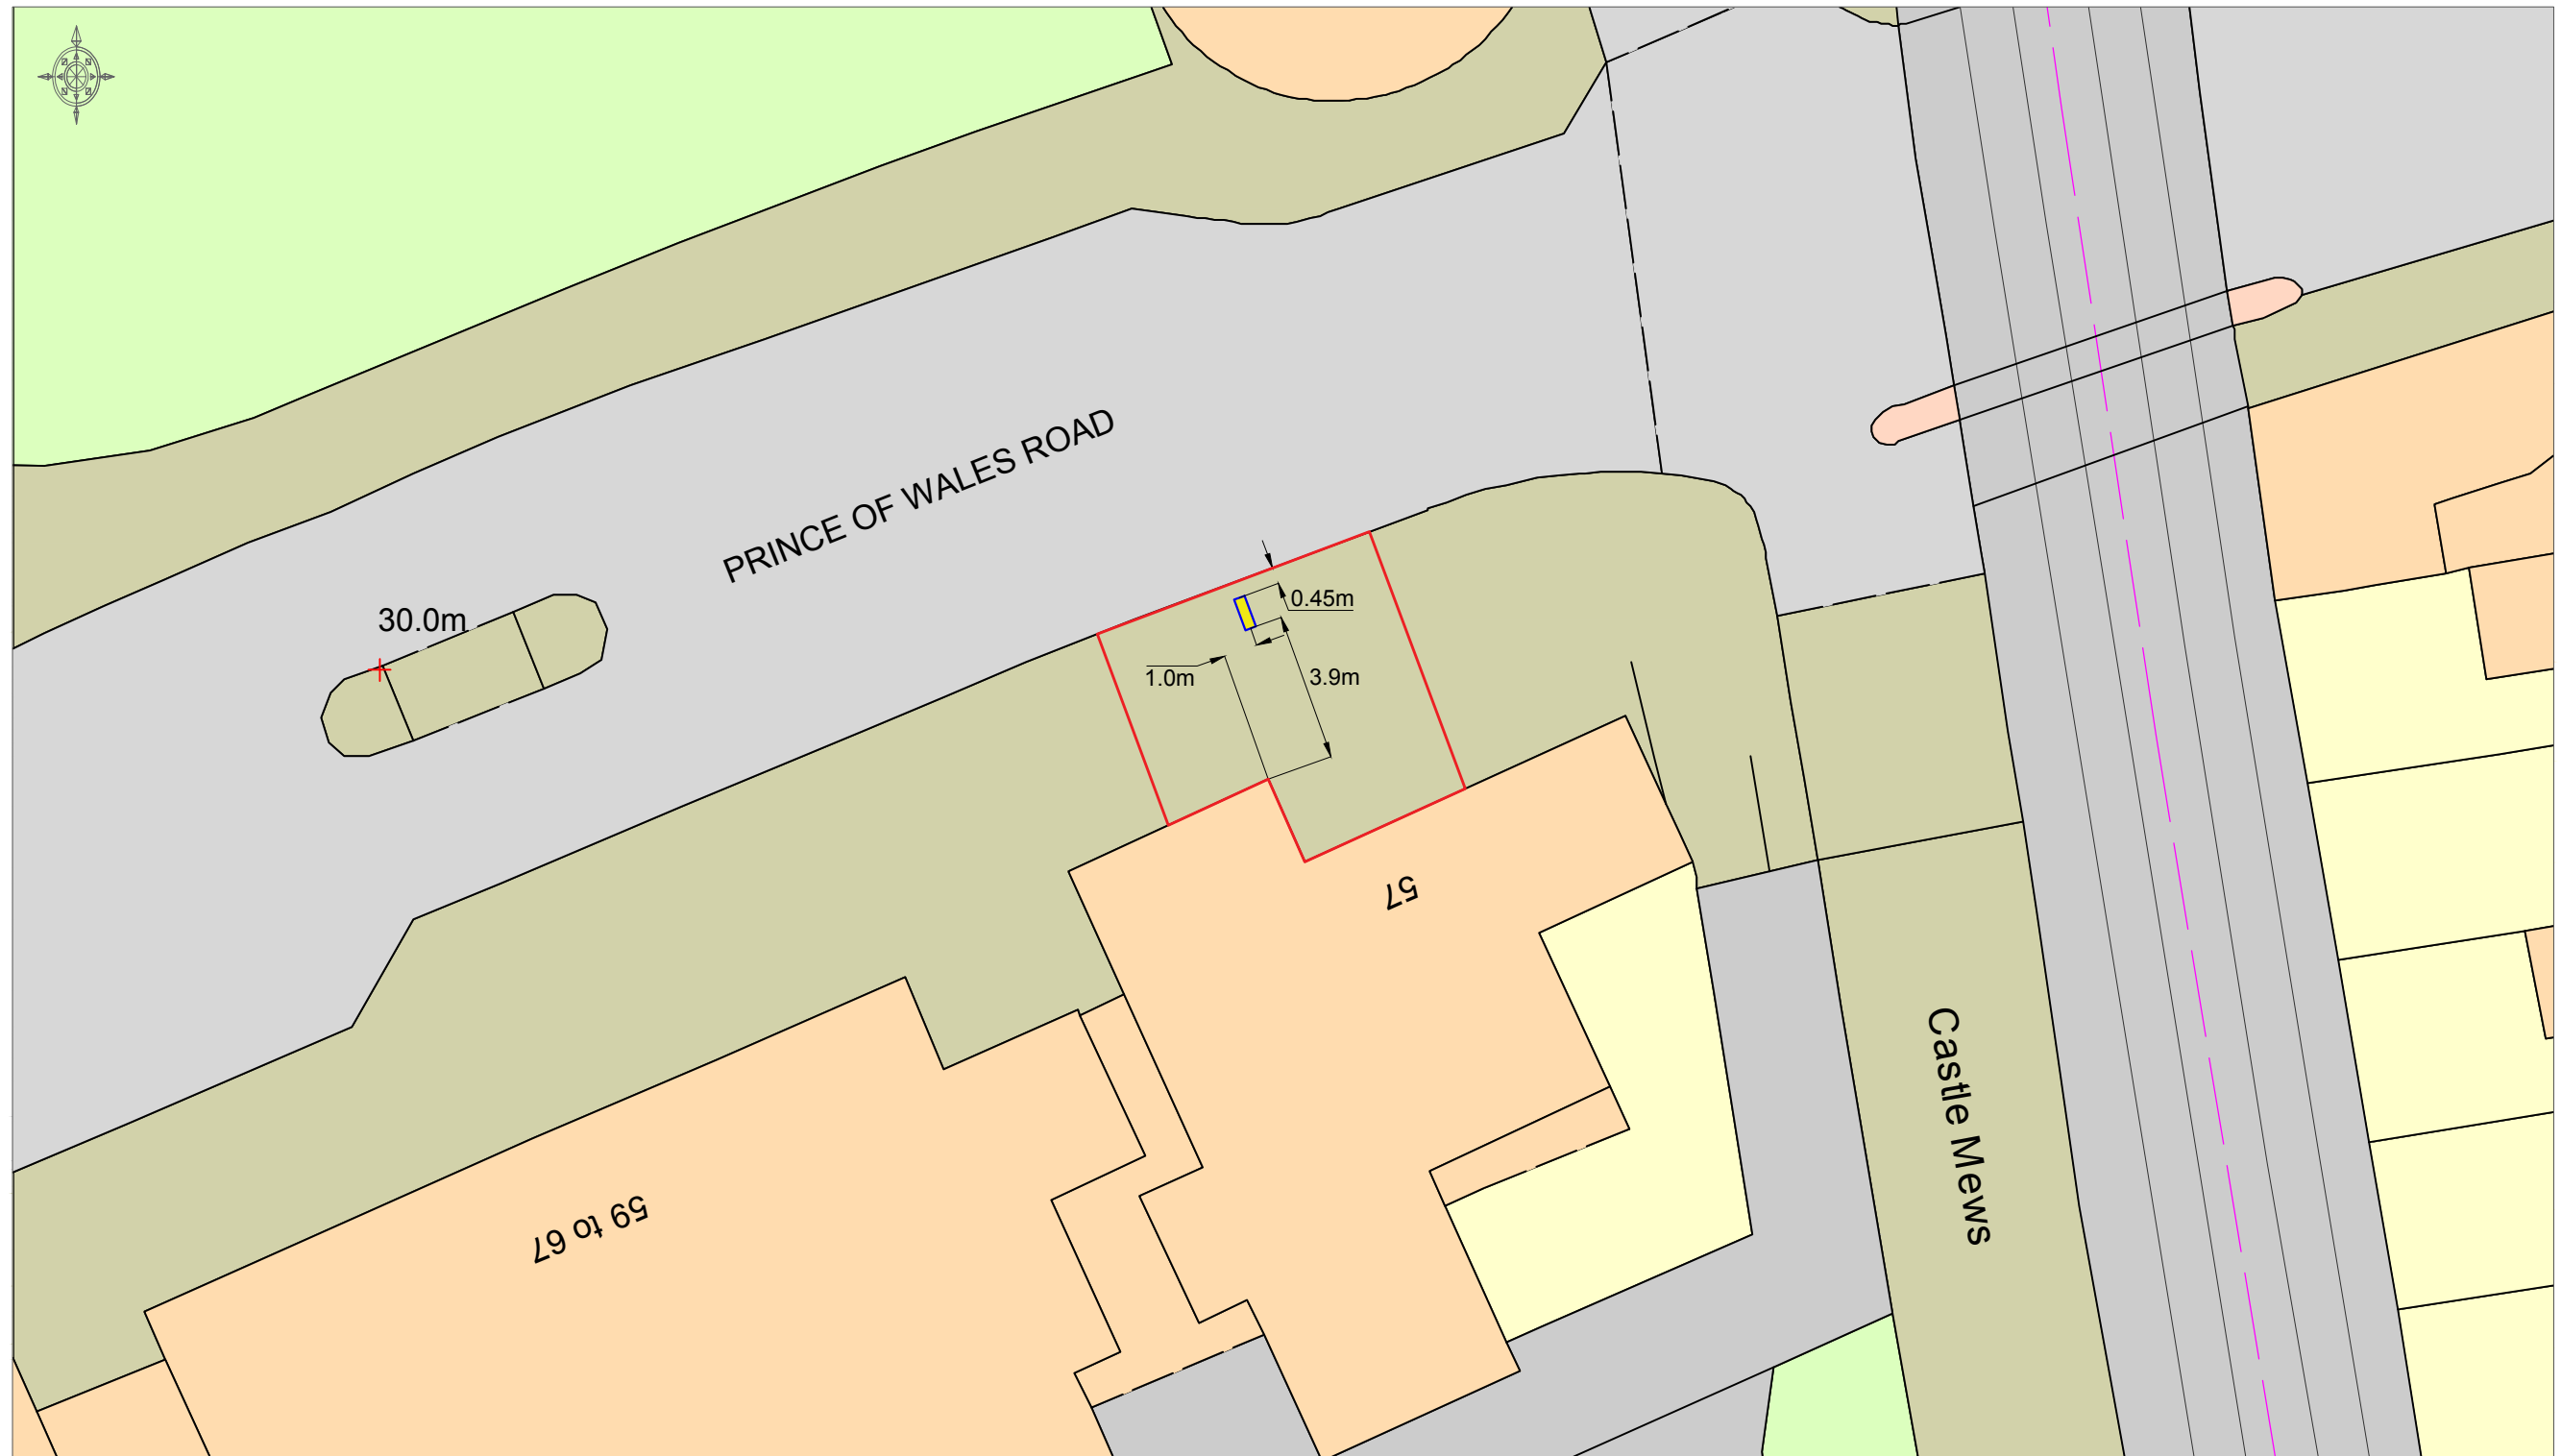 PRINCE OF WALES ROAD
30.0m
0.45m
1.0m
3.9m
57
Castle Mews
59 to 67